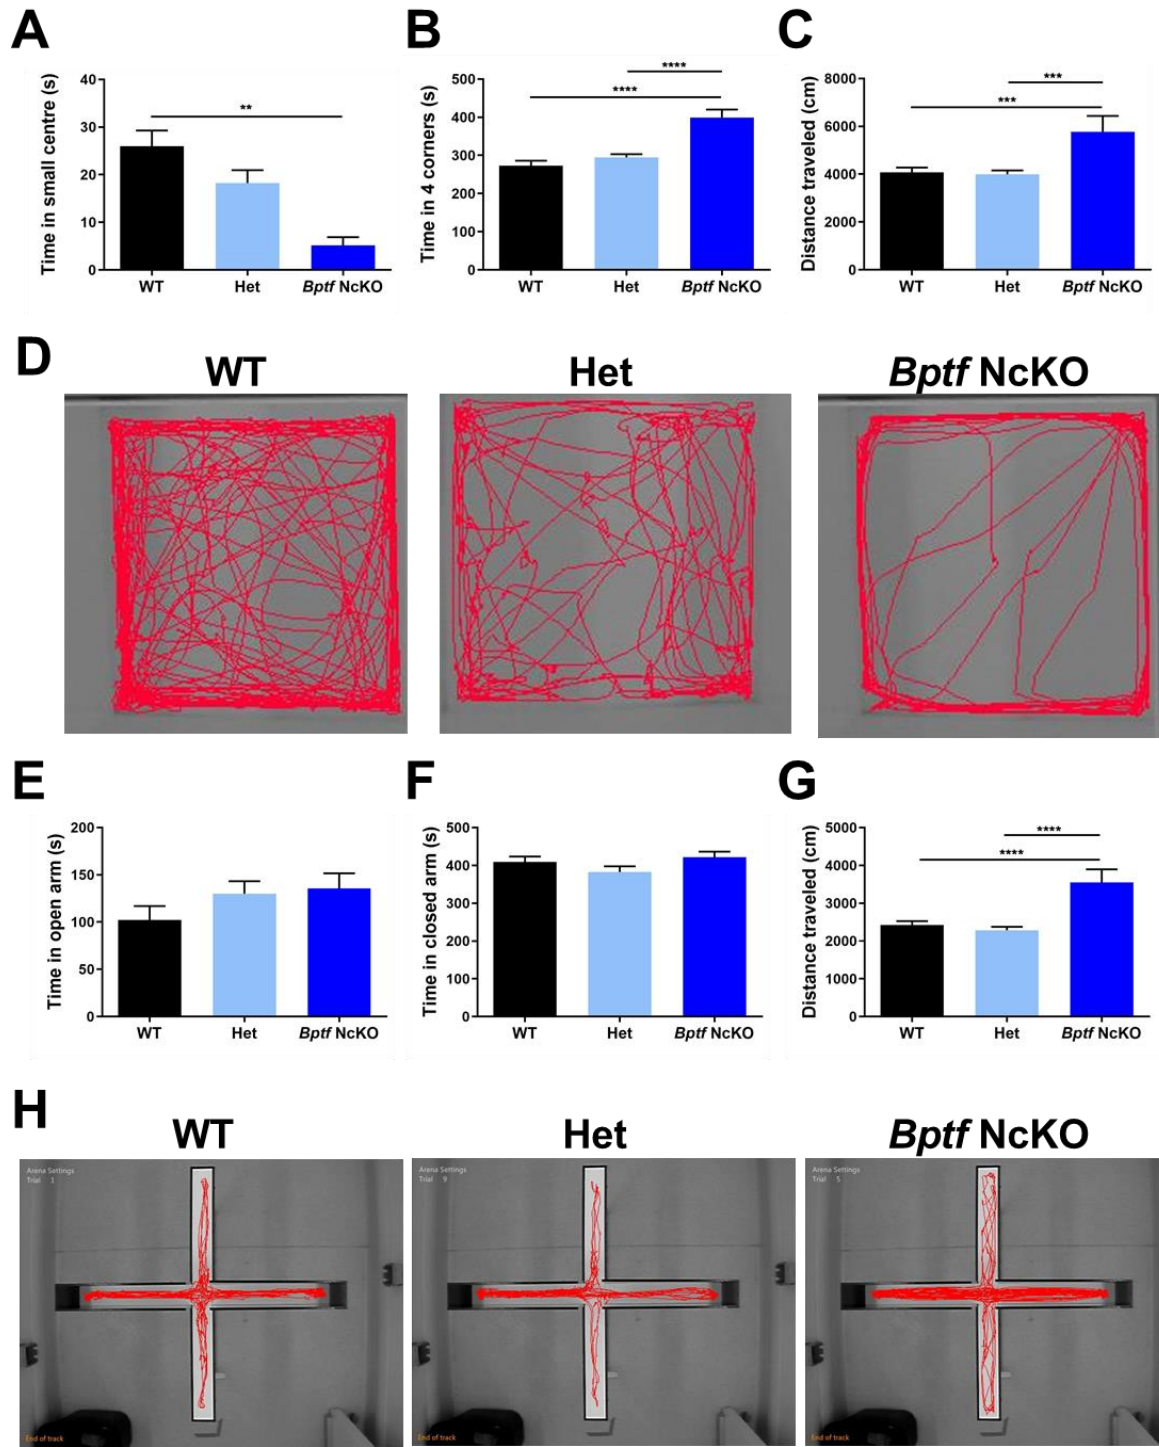 A
B
C
Time in small centre (s)
40
30
20
10
0
**
WT
Het
Bptf NcKO
Time in 4 corners (s)
500
400
300
200
100
0
****
****
WT
Het
Bptf NcKO
Distance traveled (cm)
8000
6000
4000
2000
0
***
***
WT
Het
Bptf NcKO
D
WT
Het
Bptf NcKO
E
F
G
Time in open arm (s)
200
150
100
50
0
WT
Het
Bptf NcKO
Time in closed arm (s)
500
400
300
200
100
0
WT
Het
Bptf NcKO
Distance traveled (cm)
5000
4000
3000
2000
1000
0
****
****
WT
Het
Bptf NcKO
H
WT
Het
Bptf NcKO
Arena Settings
Trial 1
End of track
Arena Settings
Trial 9
End of track
Arena Settings
Trial 5
End of track